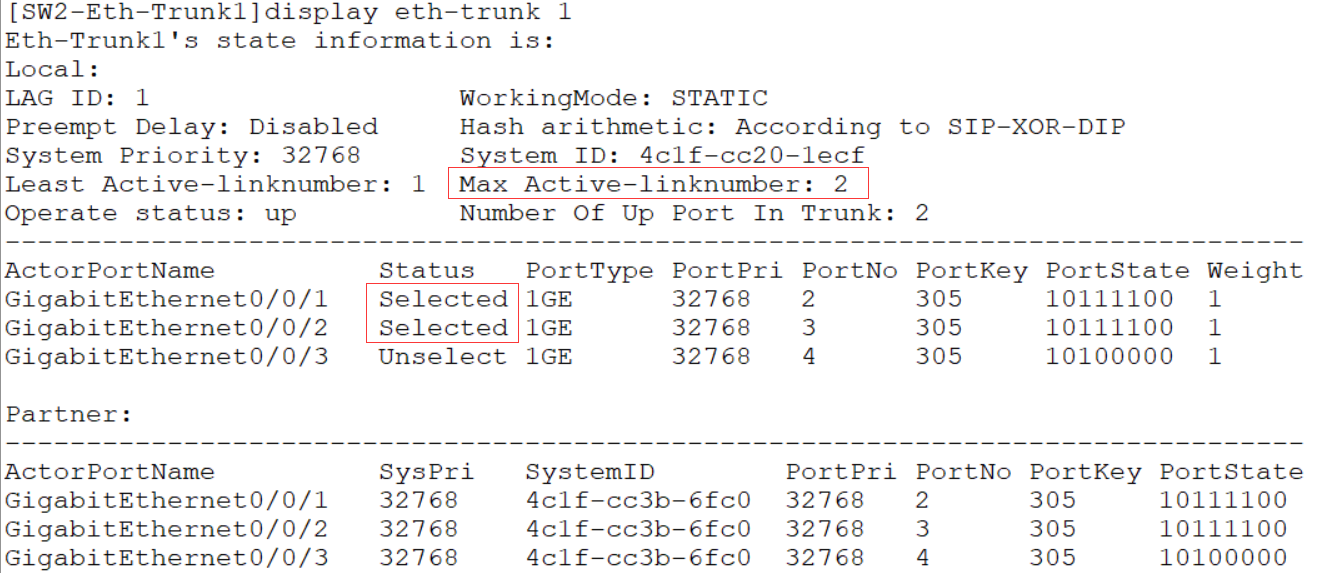 [SW2-Eth-Trunk1]display eth-trunk 1
Eth-Trunk1's state information is:
Local:
LAG ID: 1                   WorkingMode: STATIC
Preempt Delay: Disabled     Hash arithmetic: According to SIP-XOR-DIP
System Priority: 32768      System ID: 4c1f-cc20-1ecf
Least Active-linknumber: 1  Max Active-linknumber: 2
Operate status: up          Number Of Up Port In Trunk: 2
--------------------------------------------------------------------------------
ActorPortName          Status   PortType PortPri PortNo PortKey PortState Weight
GigabitEthernet0/0/1   Selected 1GE      32768   2      305     10111100  1
GigabitEthernet0/0/2   Selected 1GE      32768   3      305     10111100  1
GigabitEthernet0/0/3   Unselect 1GE      32768   4      305     10100000  1

Partner:
--------------------------------------------------------------------------------
ActorPortName          SysPri   SystemID        PortPri PortNo PortKey PortState
GigabitEthernet0/0/1   32768    4c1f-cc3b-6fc0  32768   2      305     10111100
GigabitEthernet0/0/2   32768    4c1f-cc3b-6fc0  32768   3      305     10111100
GigabitEthernet0/0/3   32768    4c1f-cc3b-6fc0  32768   4      305     10100000